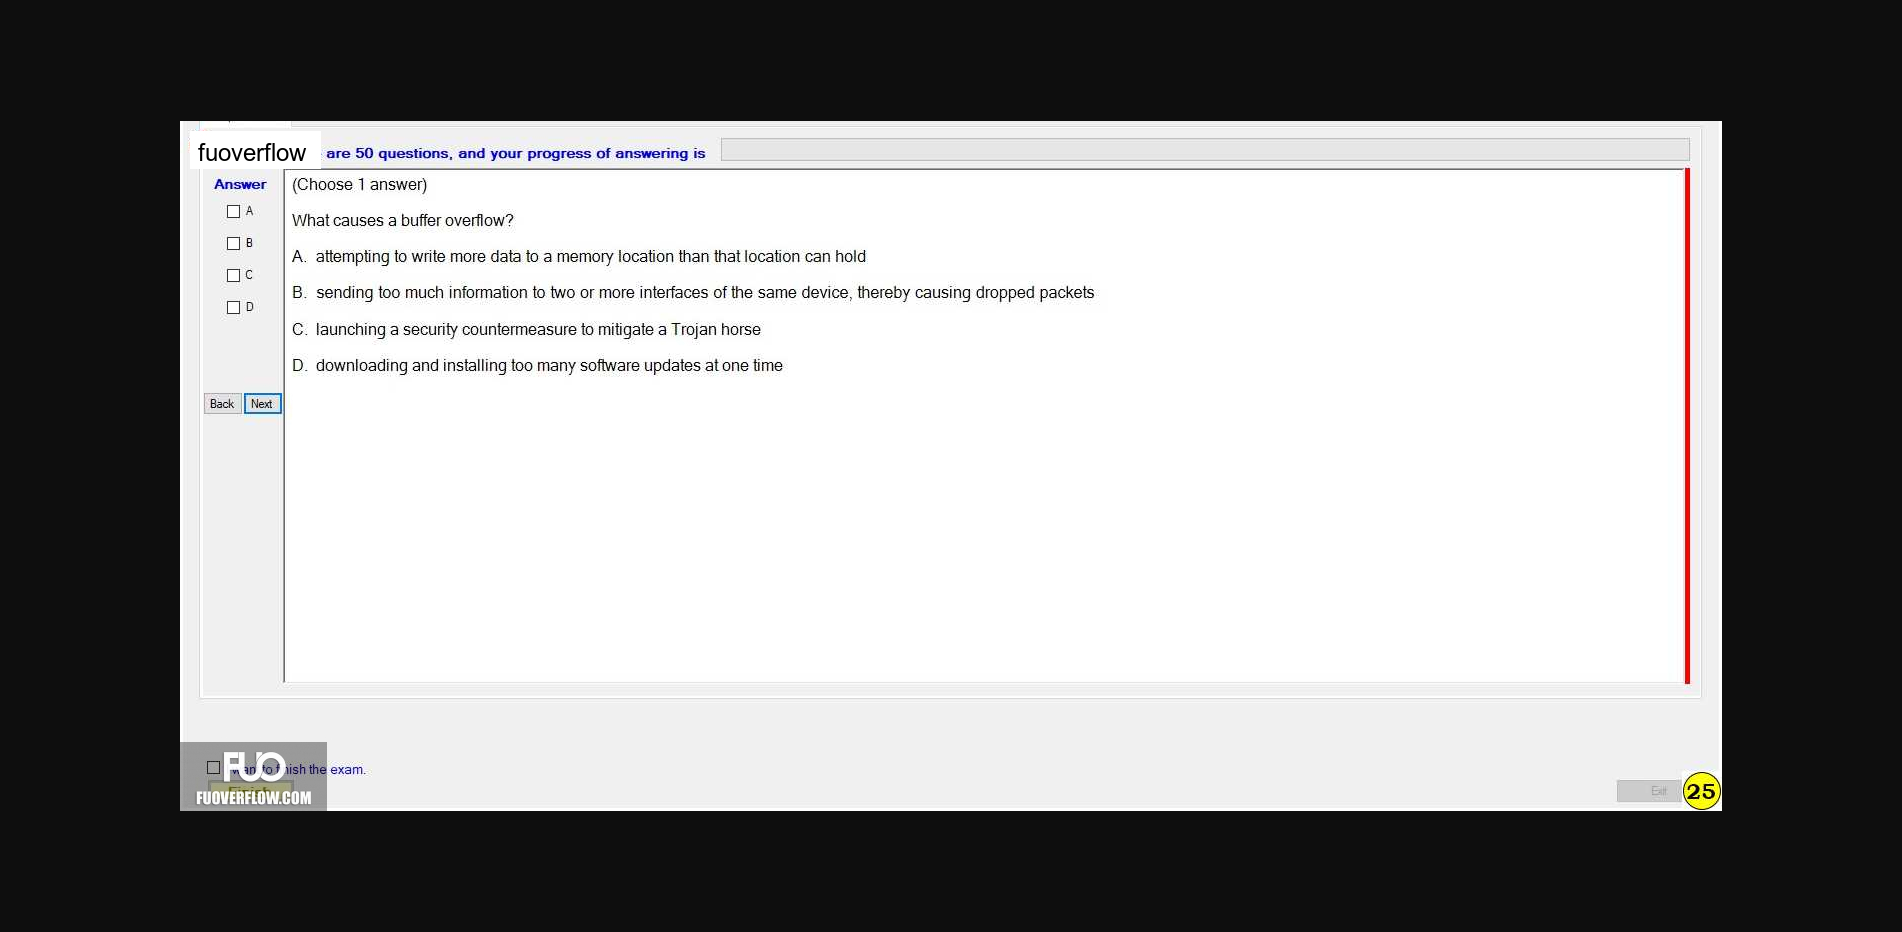 fuoverflow are 50 questions, and your progress of answering is
Answer
A
B
C
D
Back Next
(Choose 1 answer)
What causes a buffer overflow?
A. attempting to write more data to a memory location than that location can hold
B. sending too much information to two or more interfaces of the same device, thereby causing dropped packets
C. launching a security countermeasure to mitigate a Trojan horse
D. downloading and installing too many software updates at one time
FUO
want to finish the exam.
Finish
FUOVERFLOW.COM
Exit
25